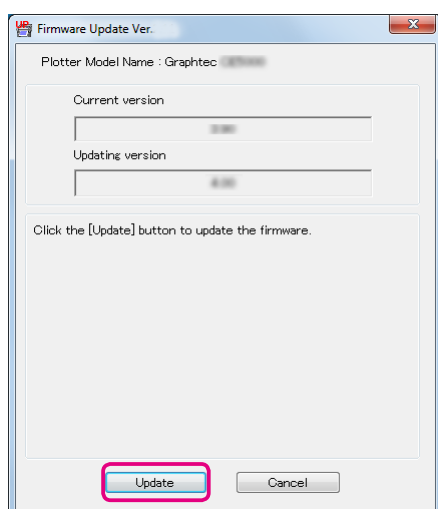 Firmware Update Ver.
Plotter Model Name : Graphtec
Current version
Updating version
Click the [Update] button to update the firmware.
Update
Cancel